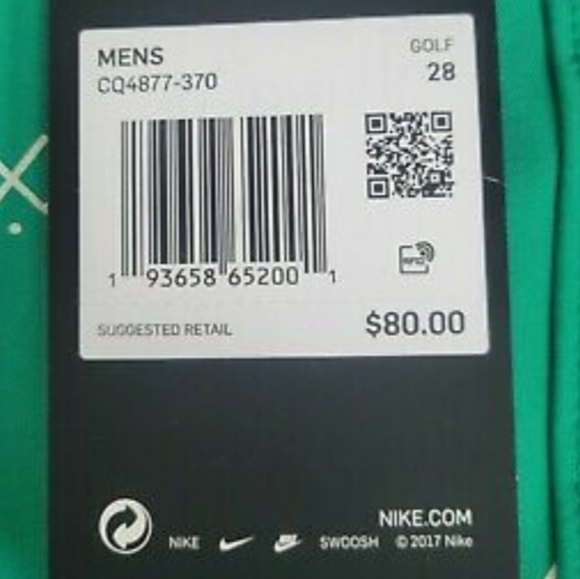 MENS
GOLF
CQ4877-370
28
1 93658 65200 1
RFID
SUGGESTED RETAIL
$80.00
NIKE.COM
NIKE SWOOSH © 2017 Nike